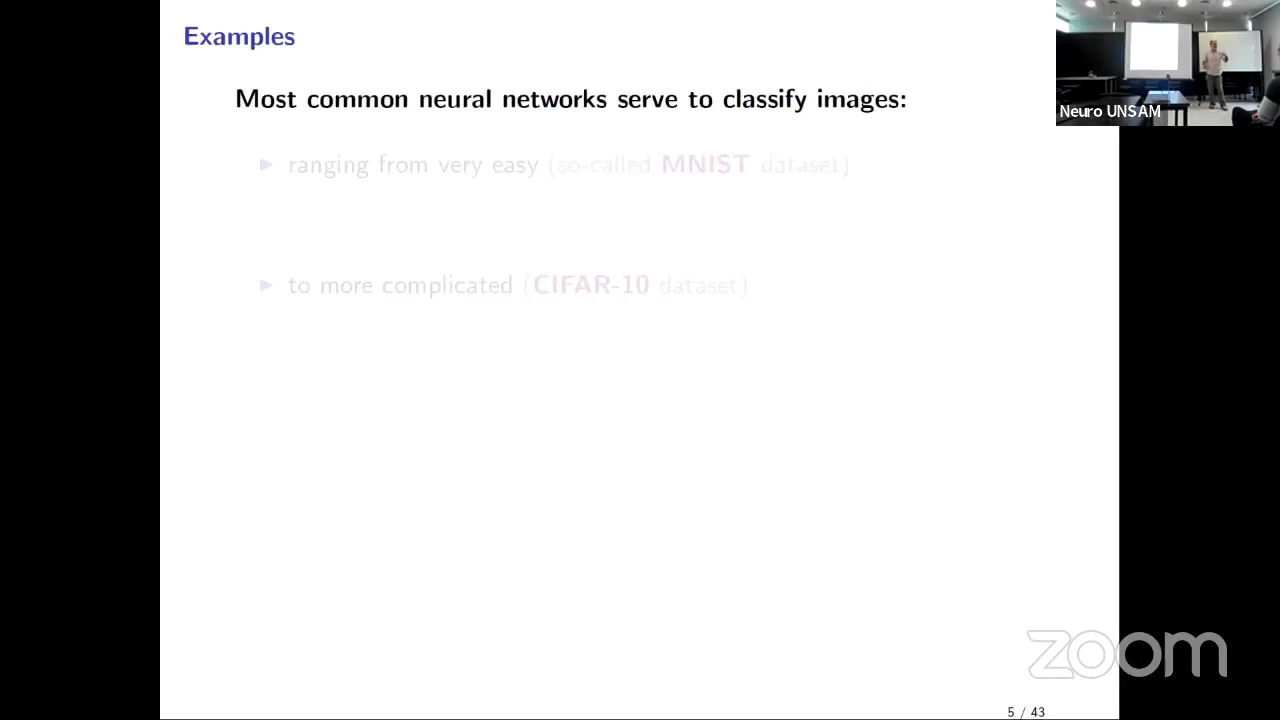 Examples
Most common neural networks serve to classify images:
▶ ranging from very easy (so-called MNIST dataset)
▶ to more complicated (CIFAR-10 dataset)
Neuro UNSAM
zoom
5 / 43